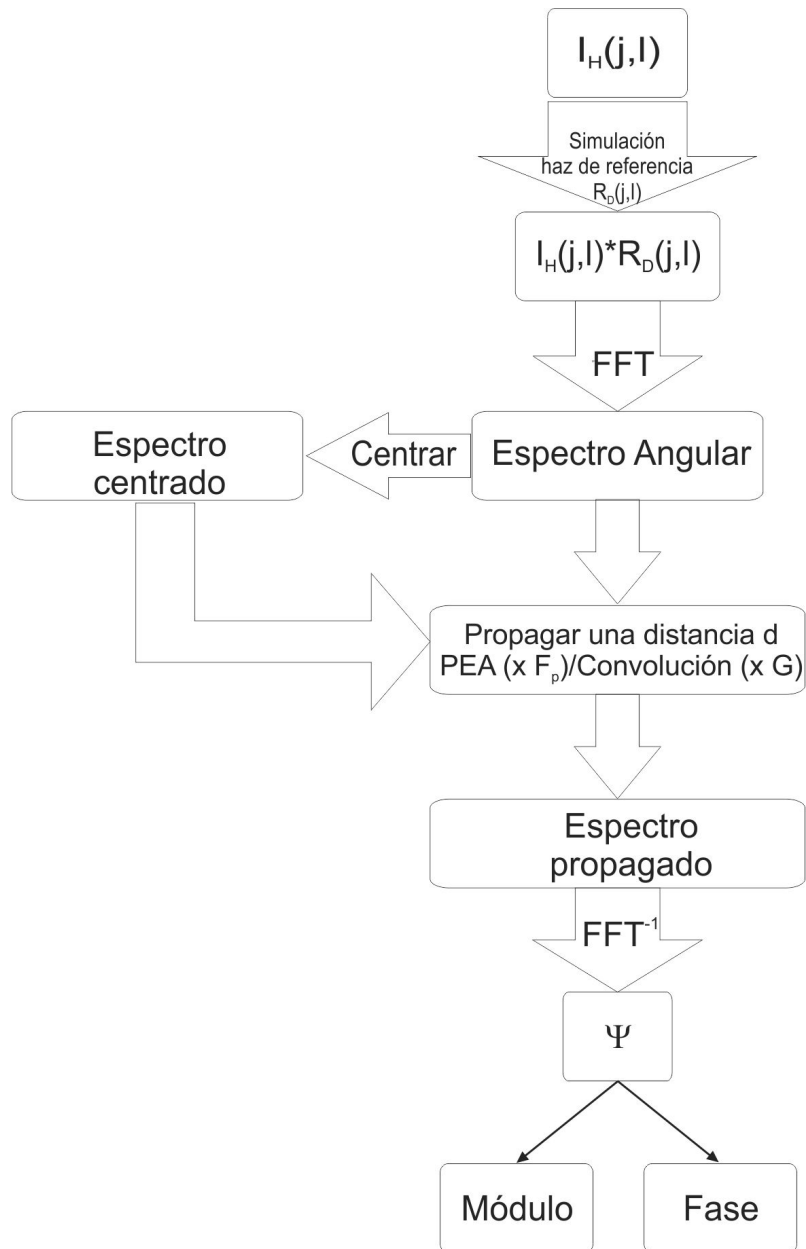 I_H(j,l)
Simulación
haz de referencia
R_D(j,l)
I_H(j,l)*R_D(j,l)
FFT
Espectro
centrado
Centrar
Espectro Angular
Propagar una distancia d
PEA (x F_p)/Convolución (x G)
Espectro
propagado
FFT^-1
Ψ
Módulo
Fase